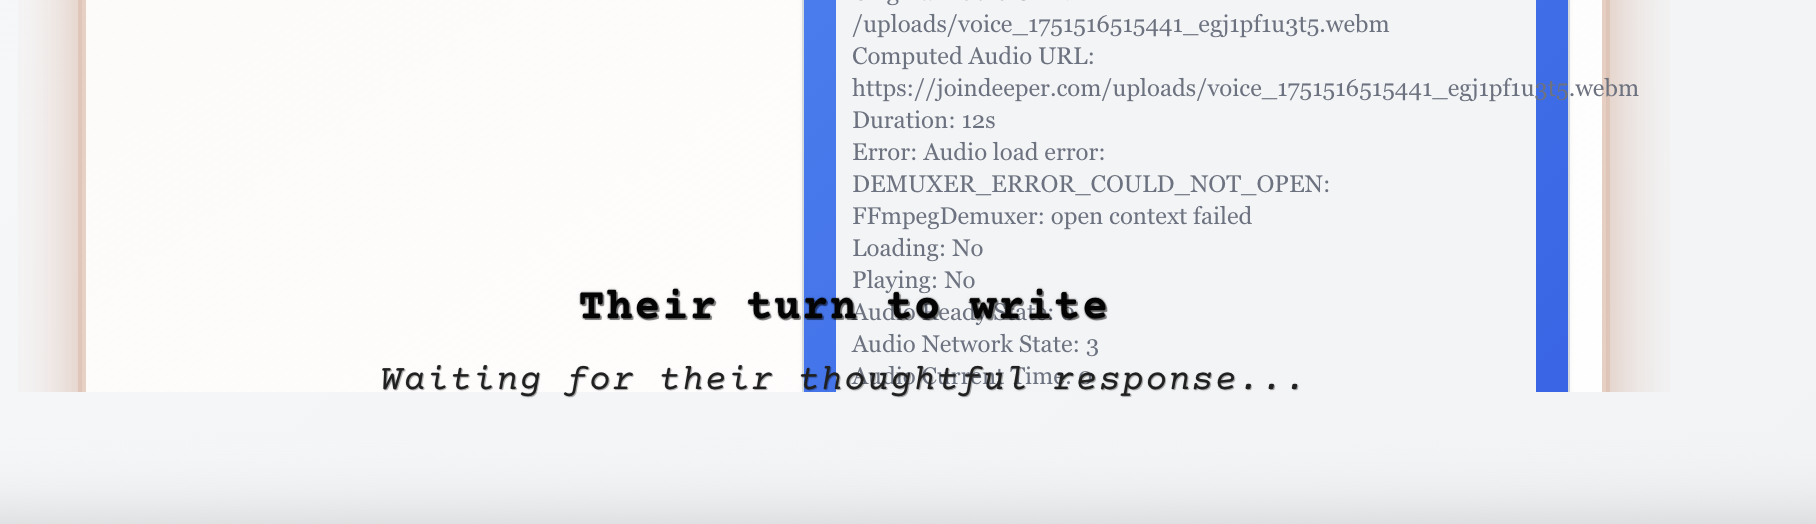 /uploads/voice_1751516515441_egj1pf1u3t5.webm
Computed Audio URL:
https://joindeeper.com/uploads/voice_1751516515441_egj1pf1u3t5.webm
Duration: 12s
Error: Audio load error:
DEMUXER_ERROR_COULD_NOT_OPEN:
FFmpegDemuxer: open context failed
Loading: No
Playing: No
Their turn to write
Audio Ready State: 0
Audio Network State: 3
Waiting for their thoughtful response...
Audio Current Time: 0